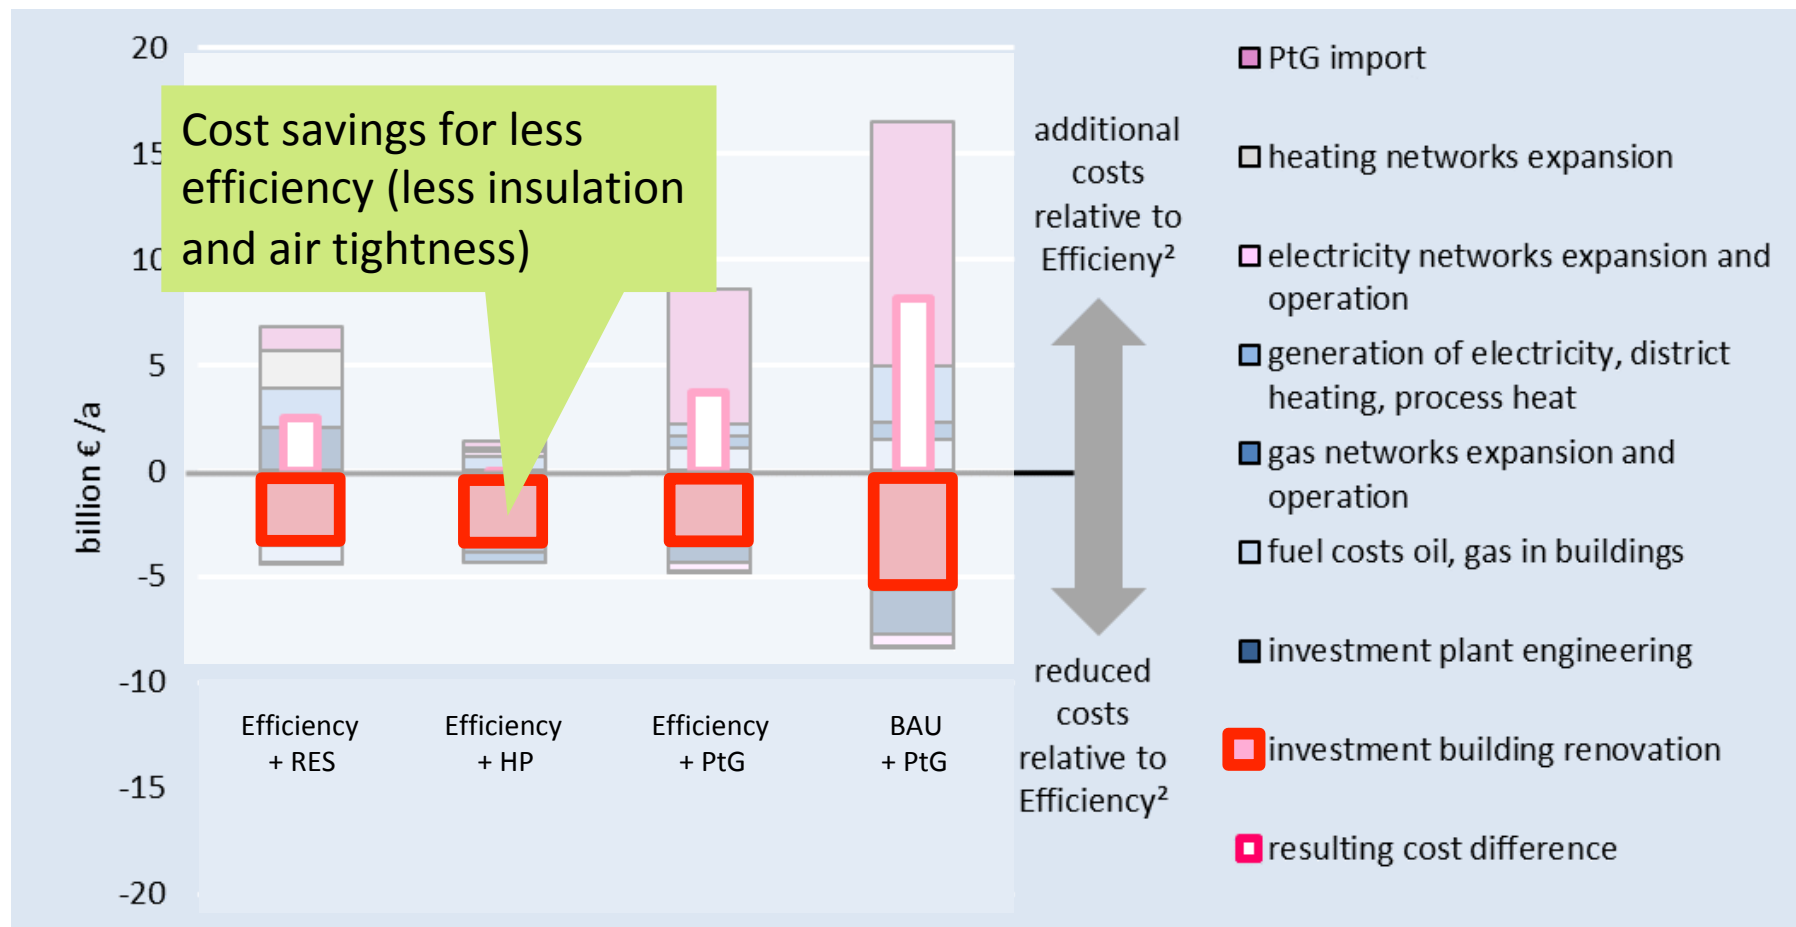 20
15
10
5
0
-5
-10
-15
-20
billion € /a
Cost savings for less
efficiency (less insulation
and air tightness)
Efficiency
+ RES
Efficiency
+ HP
Efficiency
+ PtG
BAU
+ PtG
additional
costs
relative to
Efficieny²
reduced
costs
relative to
Efficiency²
PtG import
heating networks expansion
electricity networks expansion and
operation
generation of electricity, district
heating, process heat
gas networks expansion and
operation
fuel costs oil, gas in buildings
investment plant engineering
investment building renovation
resulting cost difference